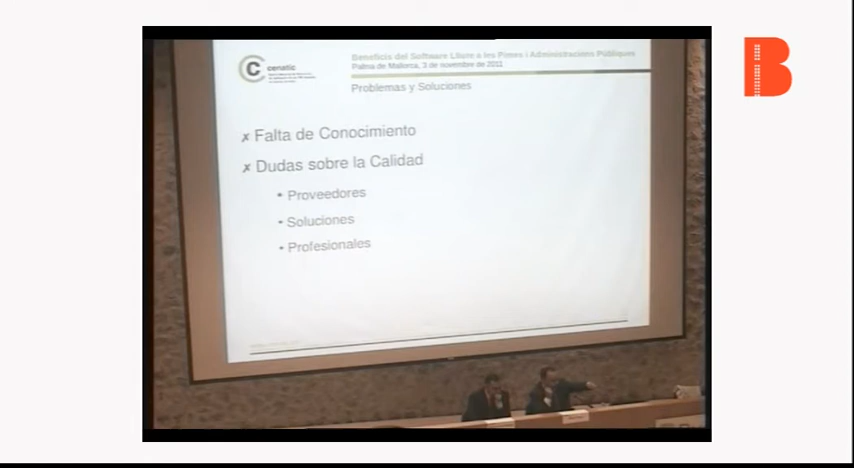 cenatic
Beneficis del Software Lliure a les Pimes i Administracions Públiques
Palma de Mallorca, 3 de novembre de 2011
Problemas y Soluciones
✗ Falta de Conocimiento
✗ Dudas sobre la Calidad
• Proveedores
• Soluciones
• Profesionales
B